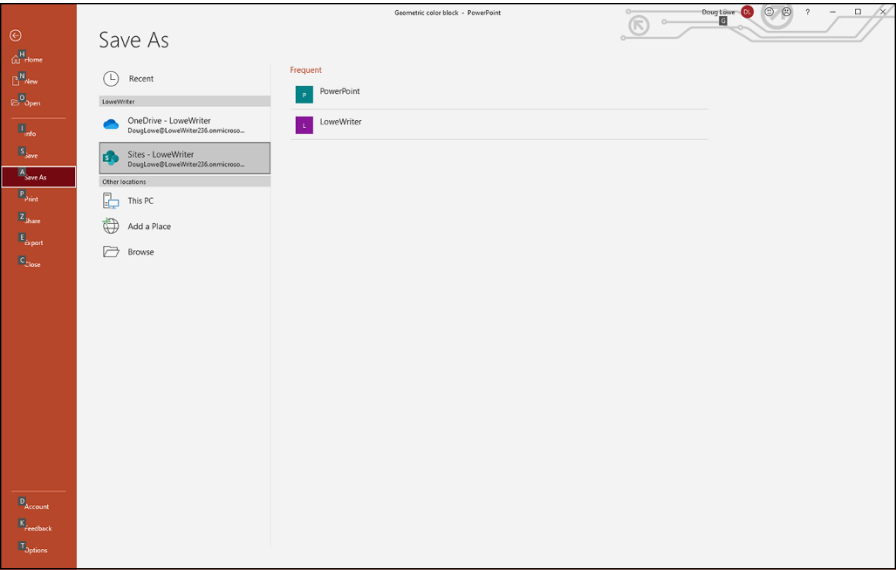 Geometric color block - PowerPoint
Doug Lowe
DL
G
?
Save As
H
Home
N
New
O
Open
I
Info
S
Save
A
Save As
P
Print
Z
Share
E
Export
C
Close
D
Account
K
Feedback
T
Options
Recent
LoweWriter
OneDrive - LoweWriter
DougLowe@LoweWriter236.onmicroso...
S
Sites - LoweWriter
DougLowe@LoweWriter236.onmicroso...
Other locations
This PC
Add a Place
Browse
Frequent
P
PowerPoint
L
LoweWriter